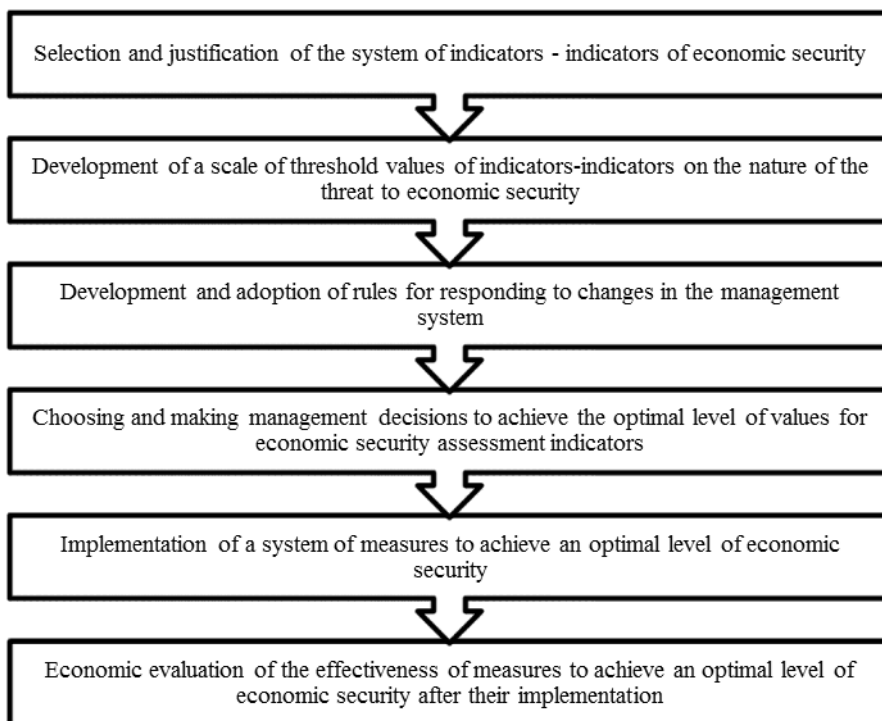 Selection and justification of the system of indicators - indicators of economic security
Development of a scale of threshold values of indicators-indicators on the nature of the
threat to economic security
Development and adoption of rules for responding to changes in the management
system
Choosing and making management decisions to achieve the optimal level of values for
economic security assessment indicators
Implementation of a system of measures to achieve an optimal level of economic
security
Economic evaluation of the effectiveness of measures to achieve an optimal level of
economic security after their implementation